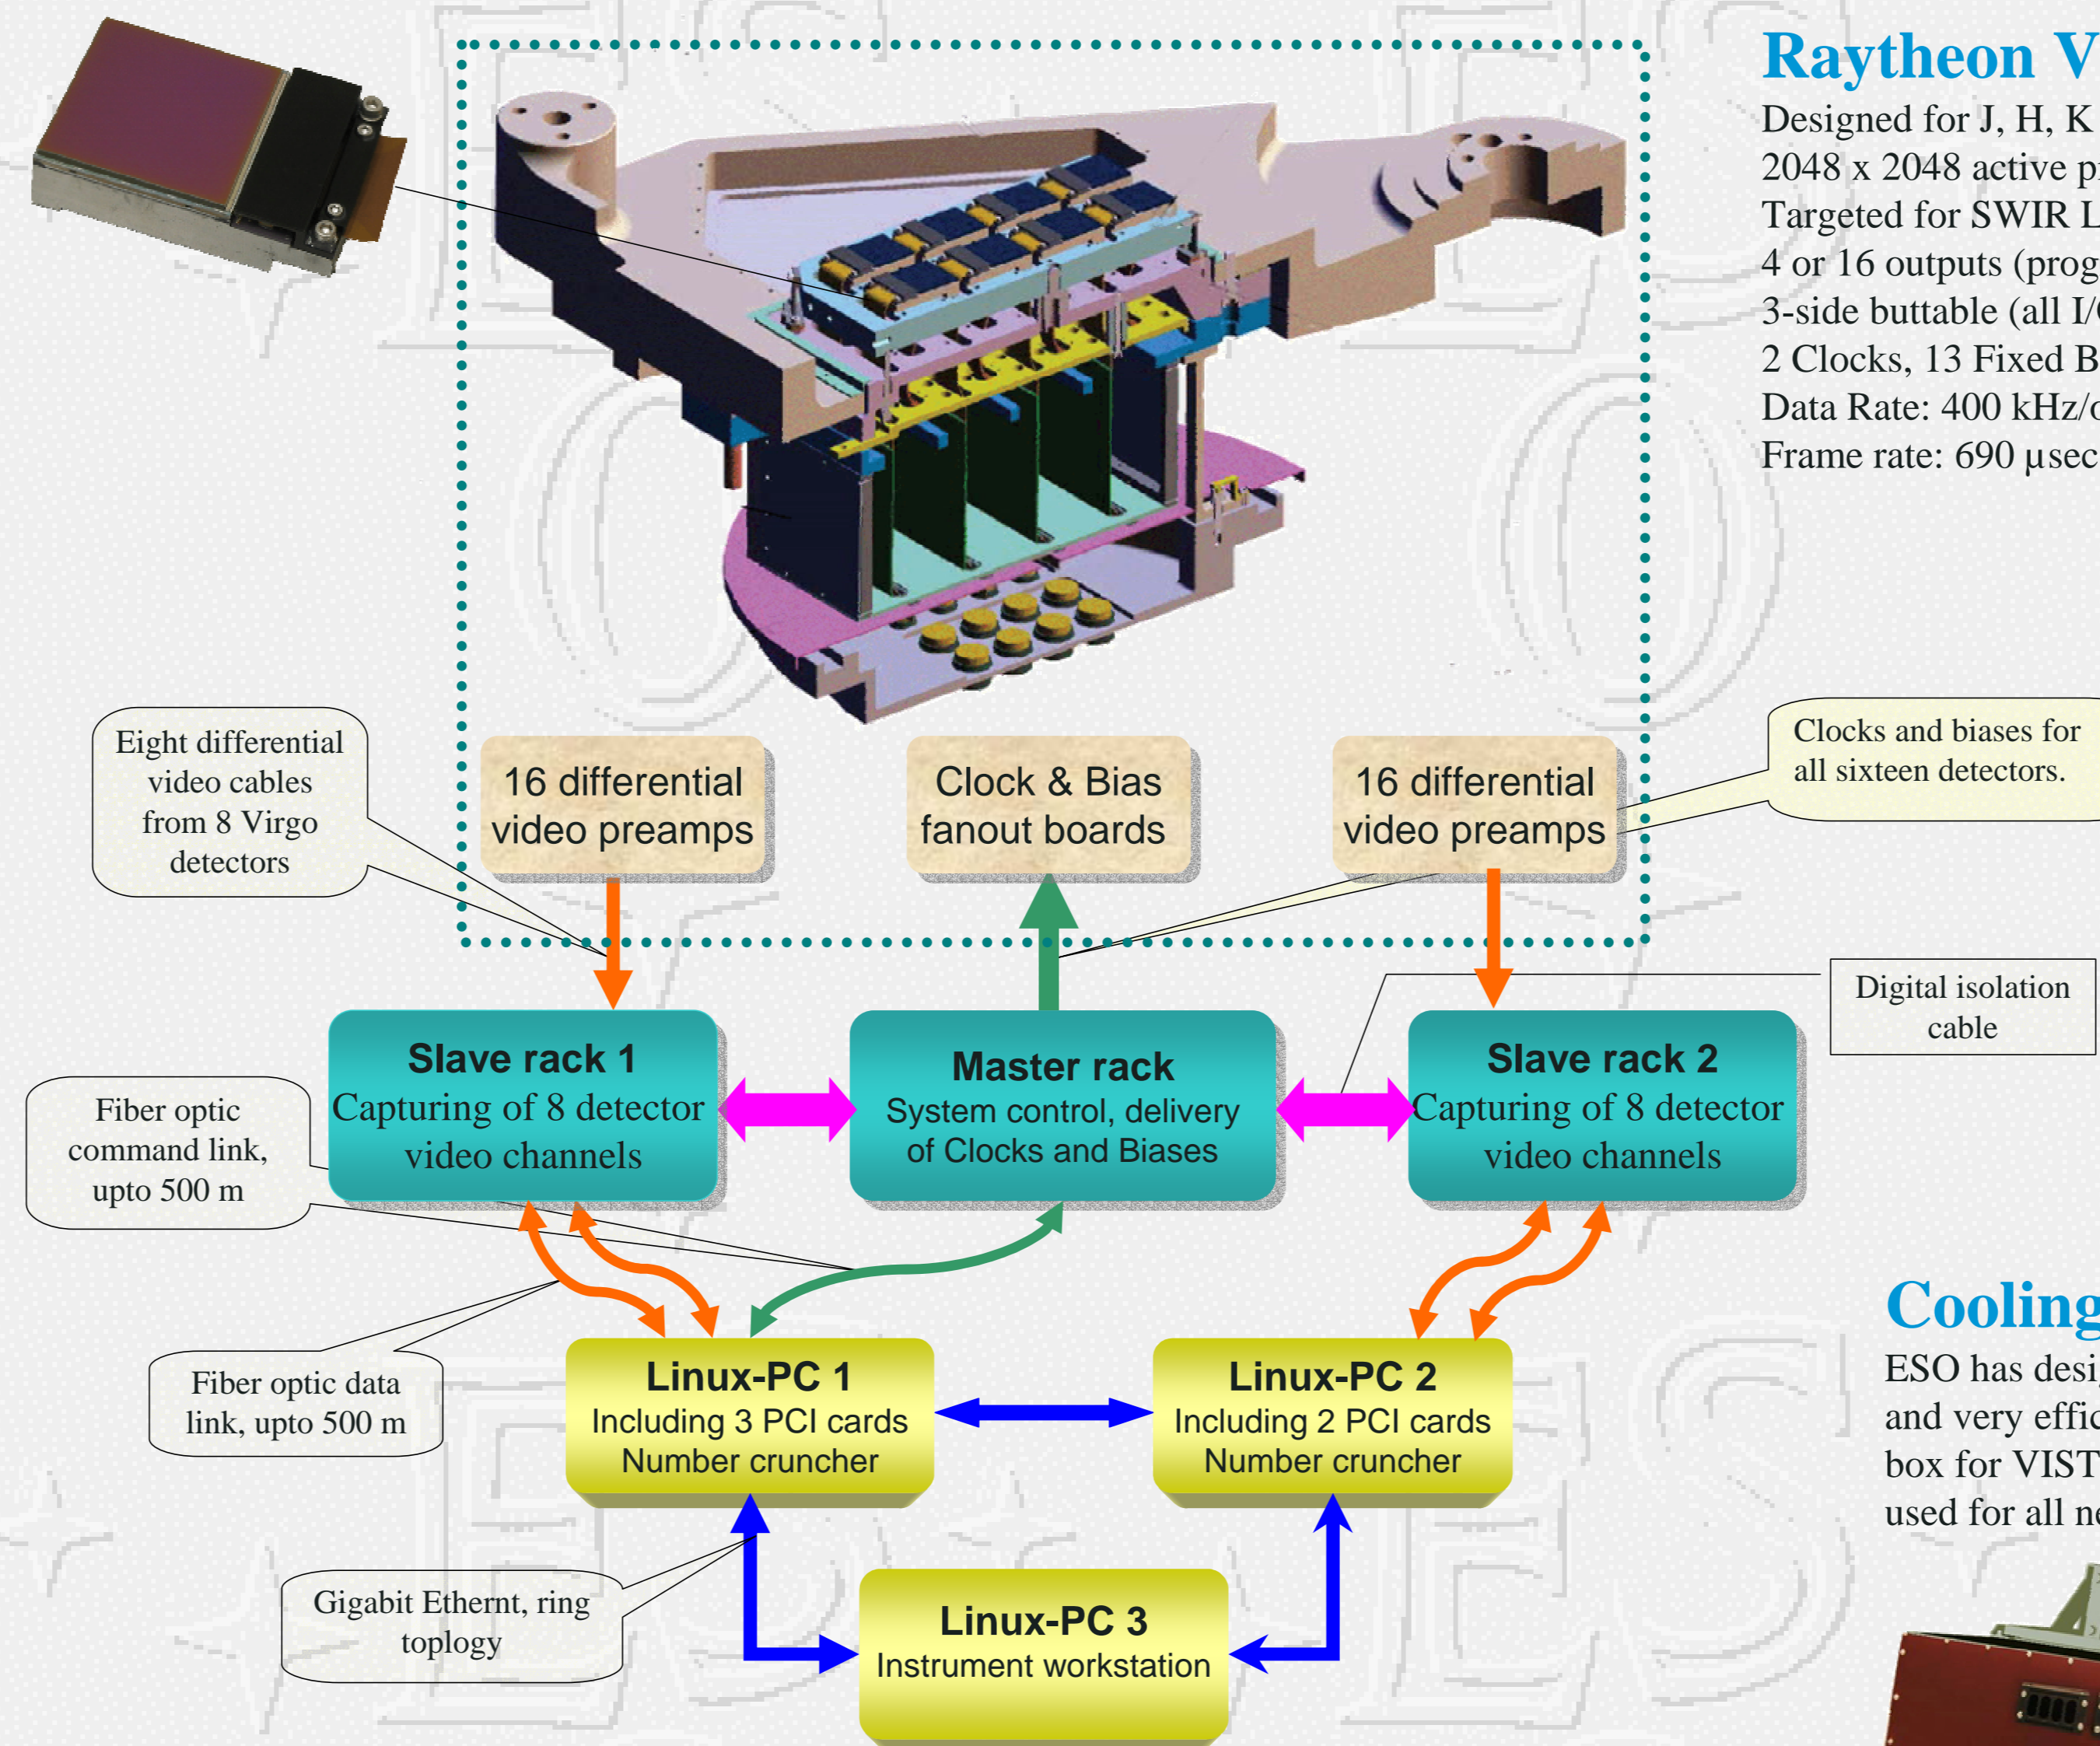 Raytheon V
Designed for J, H, K
2048 x 2048 active p
Targeted for SWIR L
4 or 16 outputs (prog
3-side buttable (all I/
2 Clocks, 13 Fixed B
Data Rate: 400 kHz/
Frame rate: 690 µsec
Eight differential
video cables
from 8 Virgo
detectors
16 differential
video preamps
Clock & Bias
fanout boards
16 differential
video preamps
Clocks and biases for
all sixteen detectors.
Digital isolation
cable
Slave rack 1
Capturing of 8 detector
video channels
Master rack
System control, delivery
of Clocks and Biases
Slave rack 2
Capturing of 8 detector
video channels
Fiber optic
command link,
upto 500 m
Fiber optic data
link, upto 500 m
Linux-PC 1
Including 3 PCI cards
Number cruncher
Linux-PC 2
Including 2 PCI cards
Number cruncher
Gigabit Ethernt, ring
toplogy
Linux-PC 3
Instrument workstation
Cooling
ESO has desig
and very effic
box for VIST
used for all ne